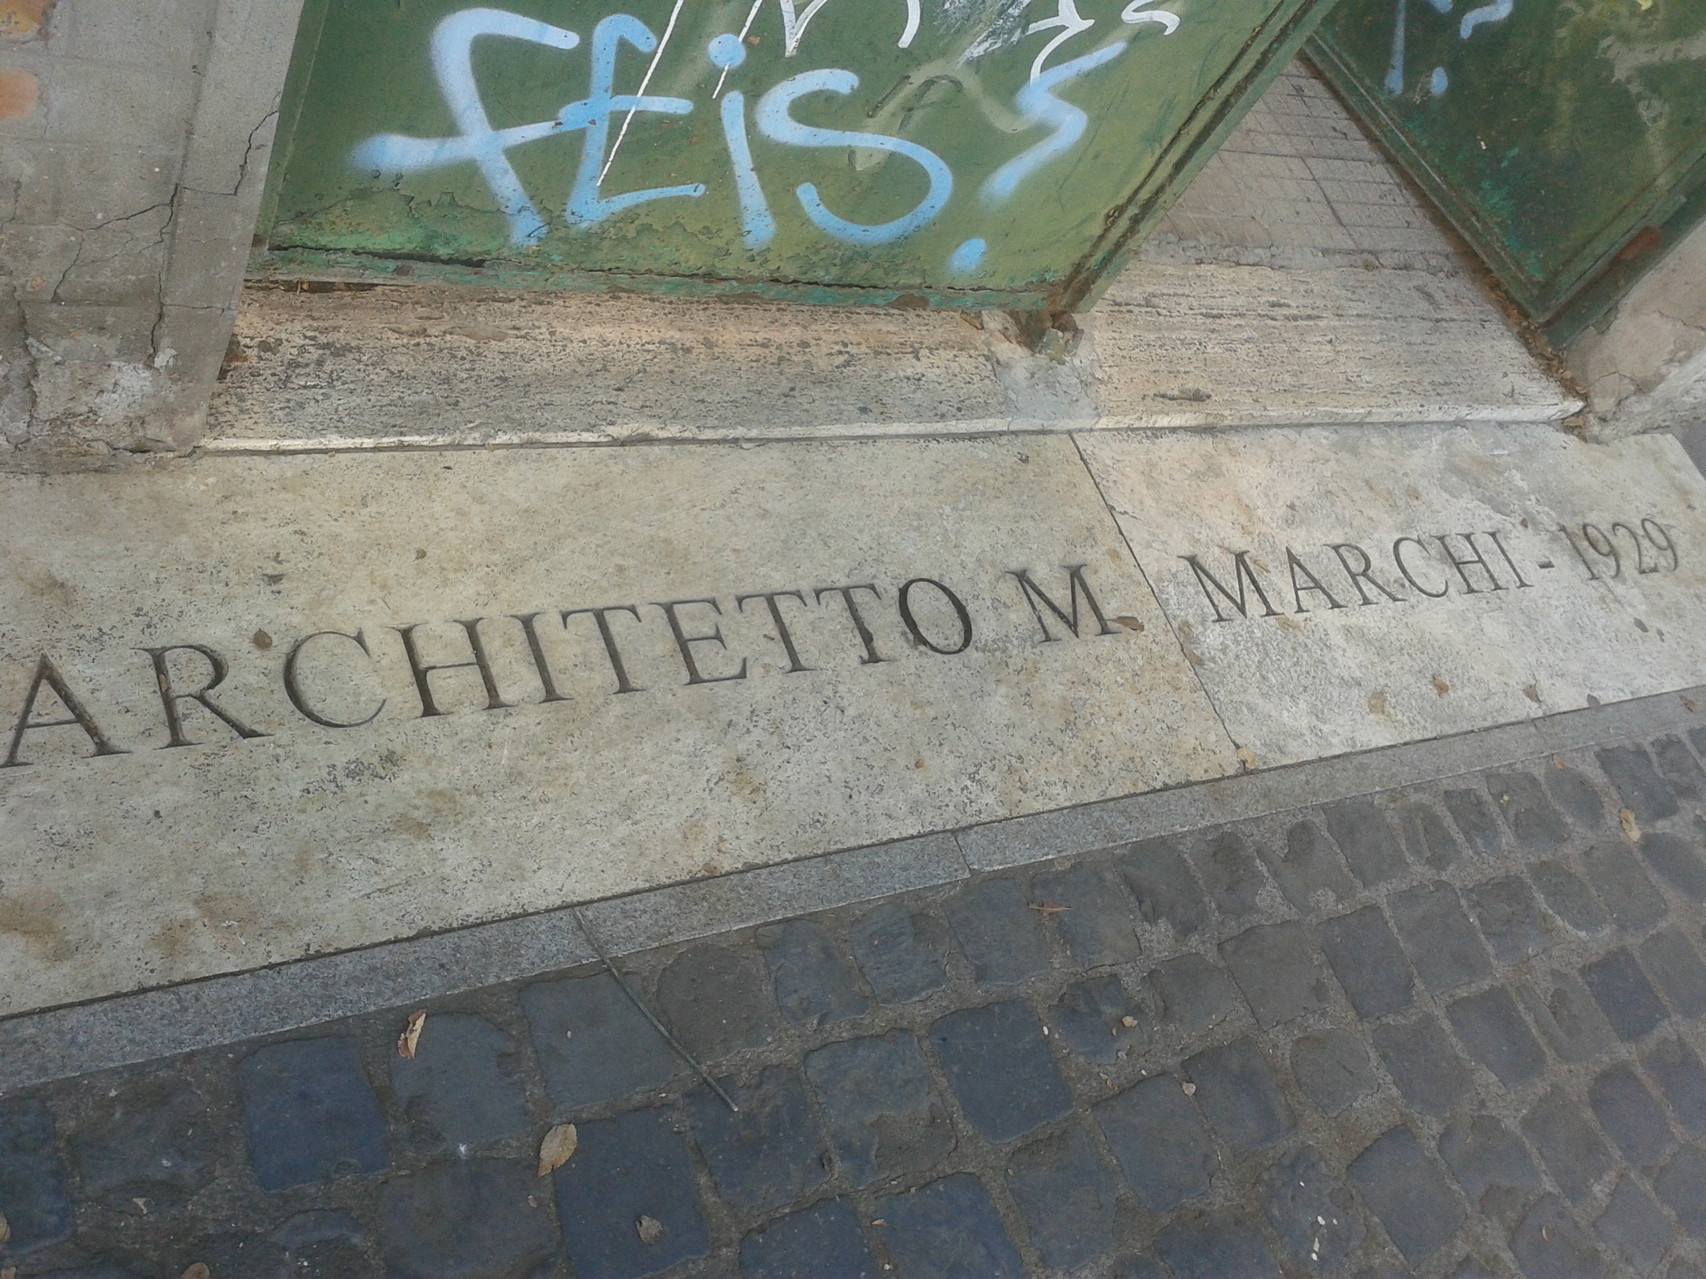 fEis?
ARCHITETTO M. MARCHI - 1929